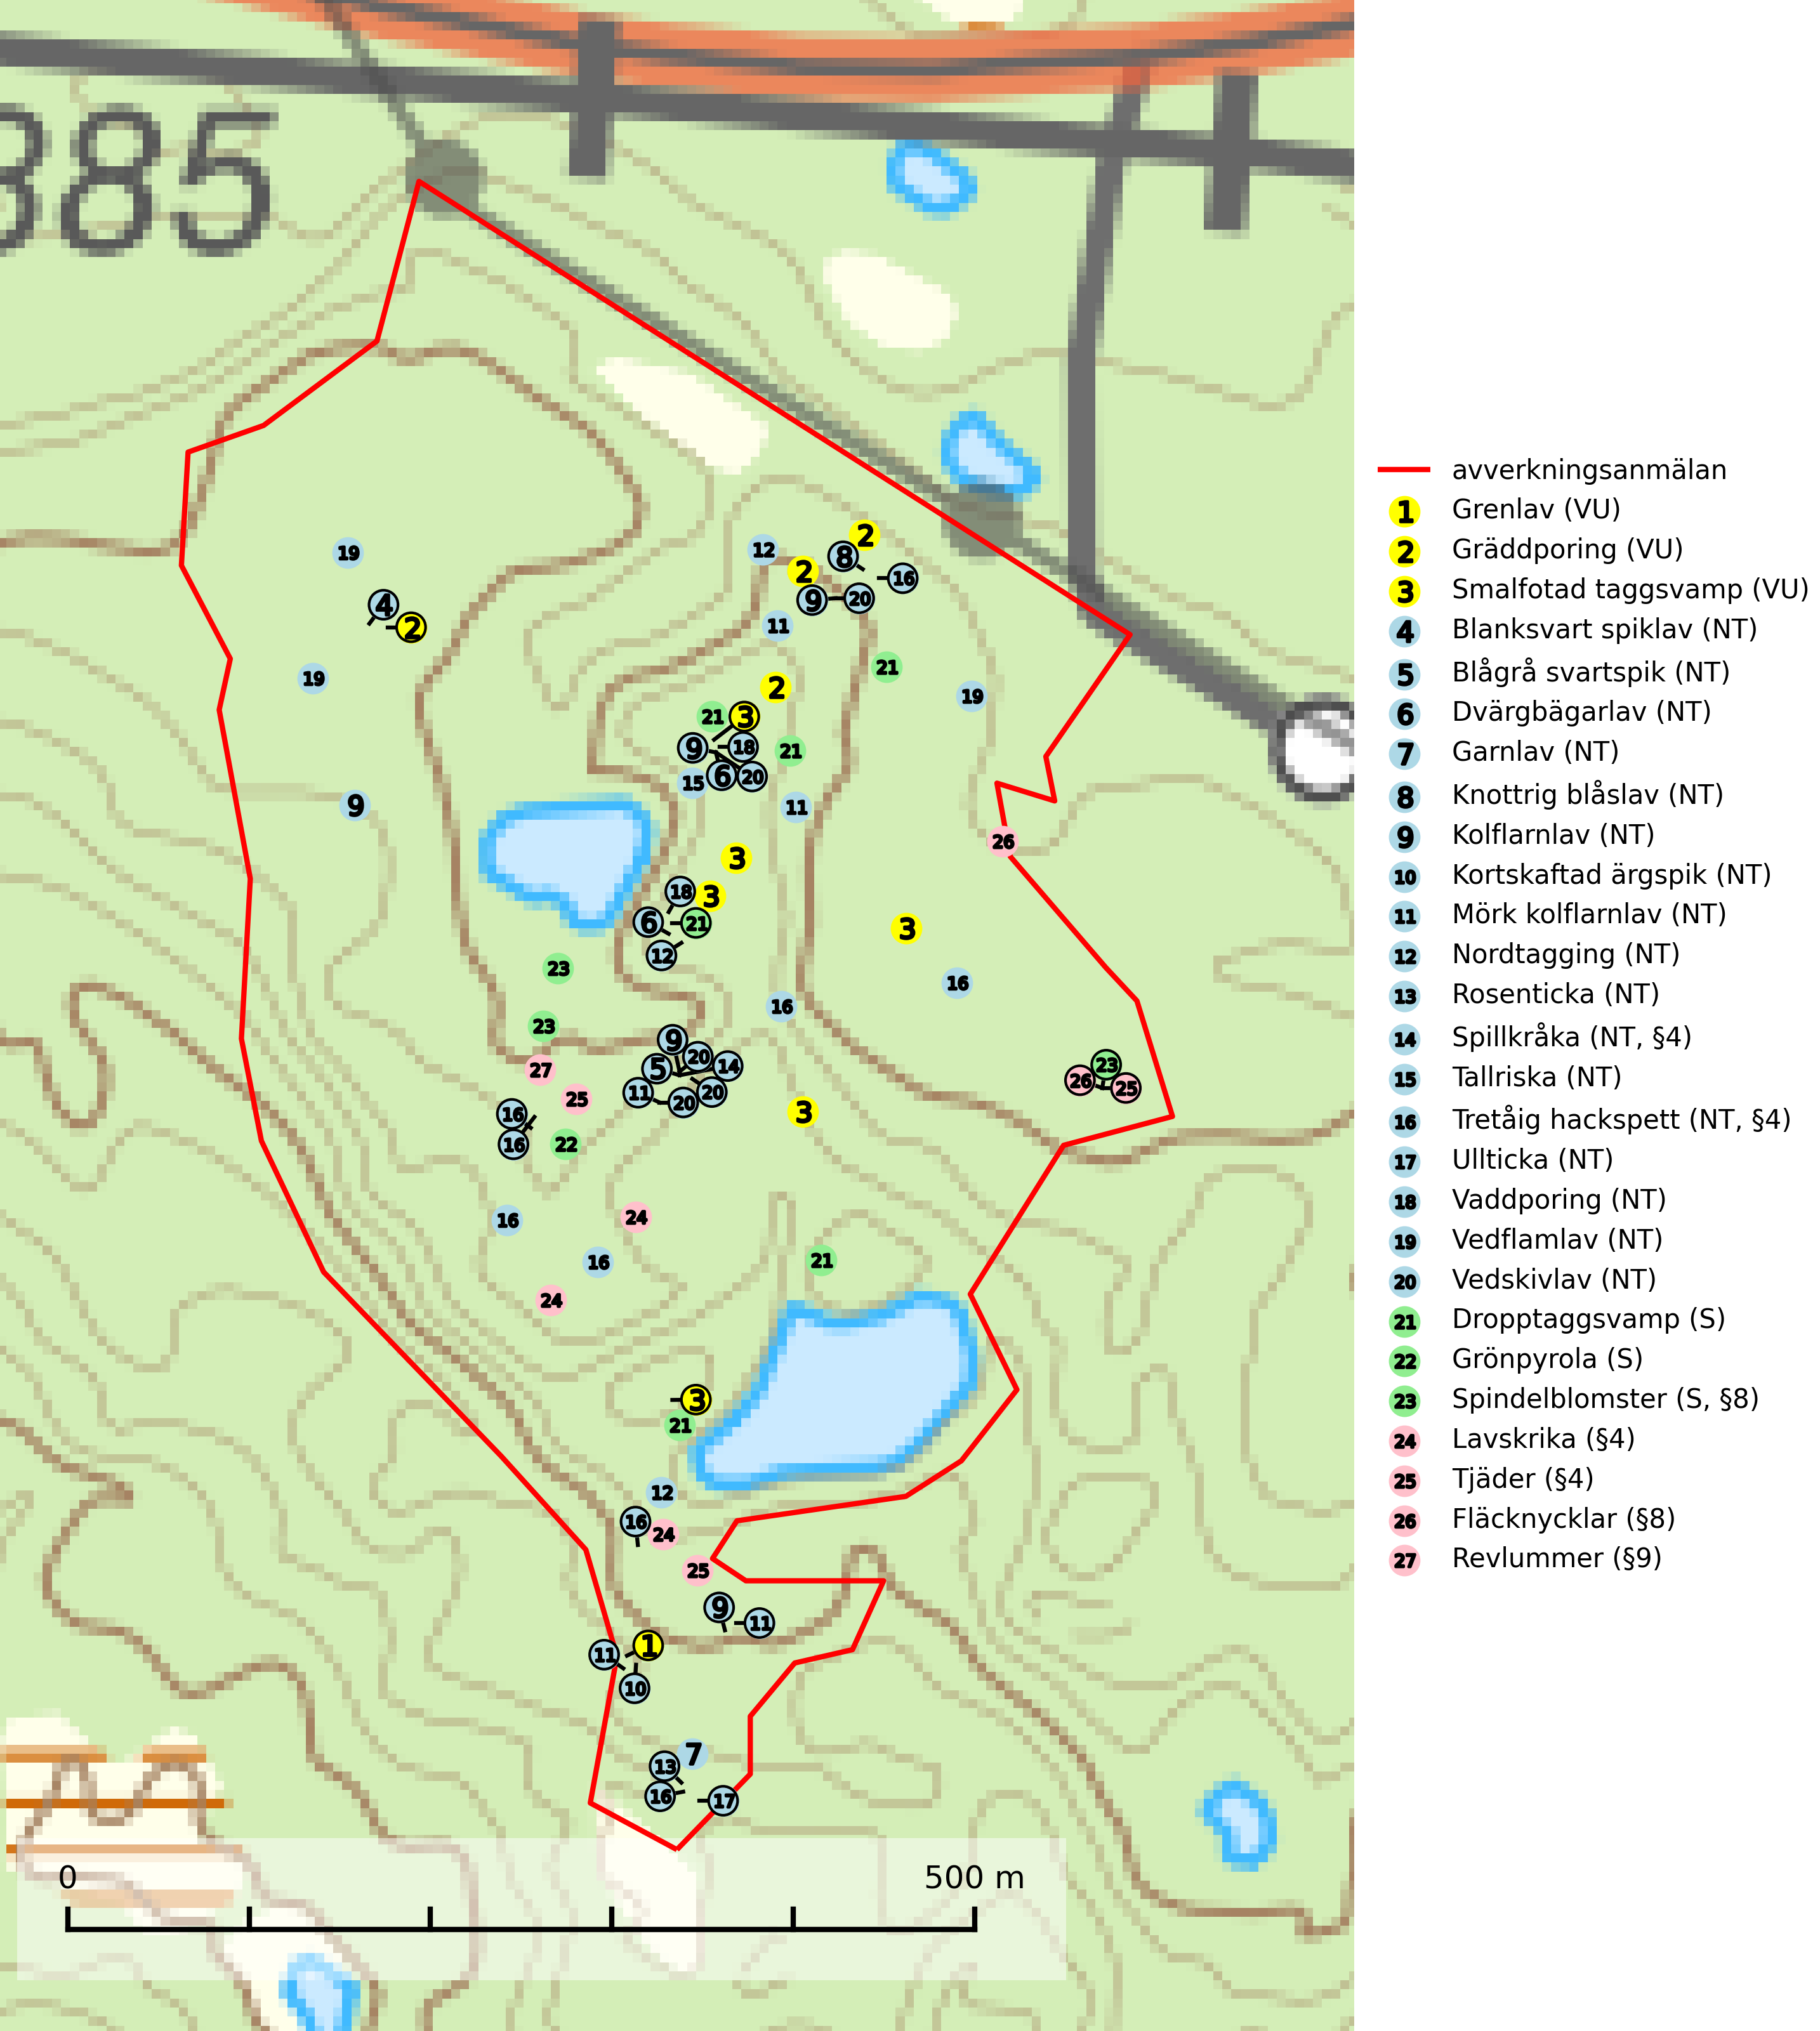 385
avverkningsanmälan
1 Grenlav (VU)
2 Gräddporing (VU)
3 Smalfotad taggsvamp (VU)
4 Blanksvart spiklav (NT)
5 Blågrå svartspik (NT)
6 Dvärgbägarlav (NT)
7 Garnlav (NT)
8 Knottrig blåslav (NT)
9 Kolflarnlav (NT)
10 Kortskaftad ärgspik (NT)
11 Mörk kolflarnlav (NT)
12 Nordtagging (NT)
13 Rosenticka (NT)
14 Spillkråka (NT, §4)
15 Tallriska (NT)
16 Tretåig hackspett (NT, §4)
17 Ullticka (NT)
18 Vaddporing (NT)
19 Vedflamlav (NT)
20 Vedskivlav (NT)
21 Dropptaggsvamp (S)
22 Grönpyrola (S)
23 Spindelblomster (S, §8)
24 Lavskrika (§4)
25 Tjäder (§4)
26 Fläcknycklar (§8)
27 Revlummer (§9)
2
12
8
2
16
19
9 20
4
2
11
21
19
19
2
21 3
9 18
21
15 6 20
9
11
26
3
18 3
6 21
3
12
23
16
16
23
9
20
14
23
27
5
26 25
11 20
20
25
16
3
16
22
16
24
16
21
24
3
21
12
16
24
25
9
11
1
11
10
7
13
16
17
0 500 m